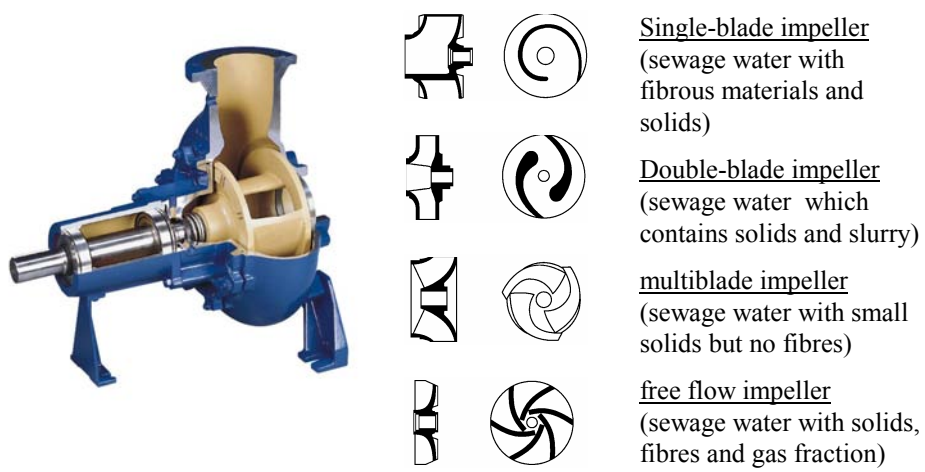 Single-blade impeller
(sewage water with
fibrous materials and
solids)
Double-blade impeller
(sewage water which
contains solids and slurry)
multiblade impeller
(sewage water with small
solids but no fibres)
free flow impeller
(sewage water with solids,
fibres and gas fraction)